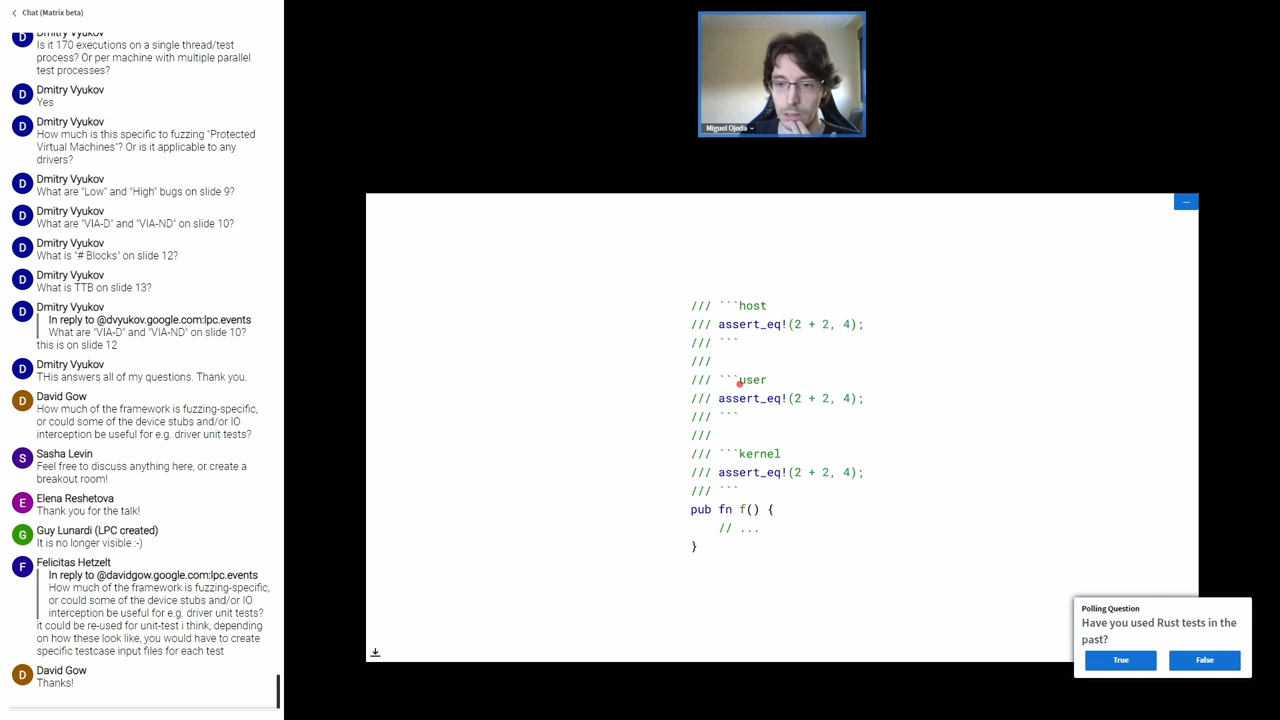 Chat (Matrix beta)
Dmitry Vyukov
Is it 170 executions on a single thread/test
process? Or per machine with multiple parallel
test processes?
D
Dmitry Vyukov
Yes
D
Dmitry Vyukov
How much is this specific to fuzzing "Protected
Virtual Machines"? Or is it applicable to any
drivers?
D
Dmitry Vyukov
What are "Low" and "High" bugs on slide 9?
D
Dmitry Vyukov
What are "VIA-D" and "VIA-ND" on slide 10?
D
Dmitry Vyukov
What is "# Blocks" on slide 12?
D
Dmitry Vyukov
What is TTB on slide 13?
D
Dmitry Vyukov
In reply to @dvyukov.google.com:lpc.events
What are "VIA-D" and "VIA-ND" on slide 10?
this is on slide 12
D
Dmitry Vyukov
THis answers all of my questions. Thank you.
D
David Gow
How much of the framework is fuzzing-specific,
or could some of the device stubs and/or IO
interception be useful for e.g. driver unit tests?
S
Sasha Levin
Feel free to discuss anything here, or create a
breakout room!
E
Elena Reshetova
Thank you for the talk!
G
Guy Lunardi (LPC created)
It is no longer visible :-)
F
Felicitas Hetzelt
In reply to @davidgow.google.com:lpc.events
How much of the framework is fuzzing-specific,
or could some of the device stubs and/or IO
interception be useful for e.g. driver unit tests?
it could be re-used for unit-test i think, depending
on how these look like, you would have to create
specific testcase input files for each test
D
David Gow
Thanks!
Miguel Ojeda
/// ```host
/// assert_eq!(2 + 2, 4);
/// ```
///
/// ```user
/// assert_eq!(2 + 2, 4);
/// ```
///
/// ```kernel
/// assert_eq!(2 + 2, 4);
/// ```
pub fn f() {
// ...
}
Polling Question
Have you used Rust tests in the
past?
True
False